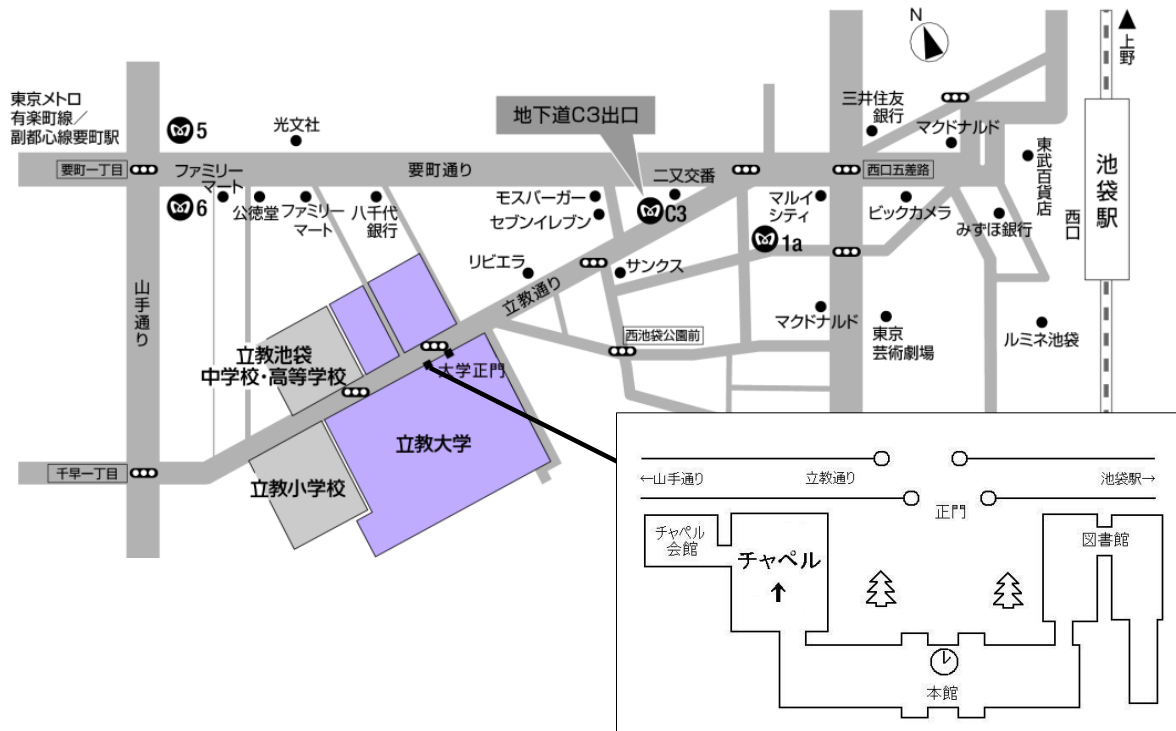 N
上野
東京メトロ
有楽町線／
副都心線要町駅
5
光文社
地下道C3出口
三井住友
銀行
マクドナルド
東武百貨店
池袋駅
西口
要町一丁目
ファミリー
マート
要町通り
二又交番
西口五差路
6
公徳堂
ファミリー
マート
八千代
銀行
モスバーガー
セブンイレブン
C3
マルイ
シティ
1a
ビックカメラ
みずほ銀行
山手通り
リビエラ
サンクス
立教通り
マクドナルド
東京
芸術劇場
ルミネ池袋
西池袋公園前
立教池袋
中学校・高等学校
大学正門
立教大学
千早一丁目
立教小学校
←山手通り
立教通り
池袋駅→
正門
チャペル
会館
チャペル
図書館
本館